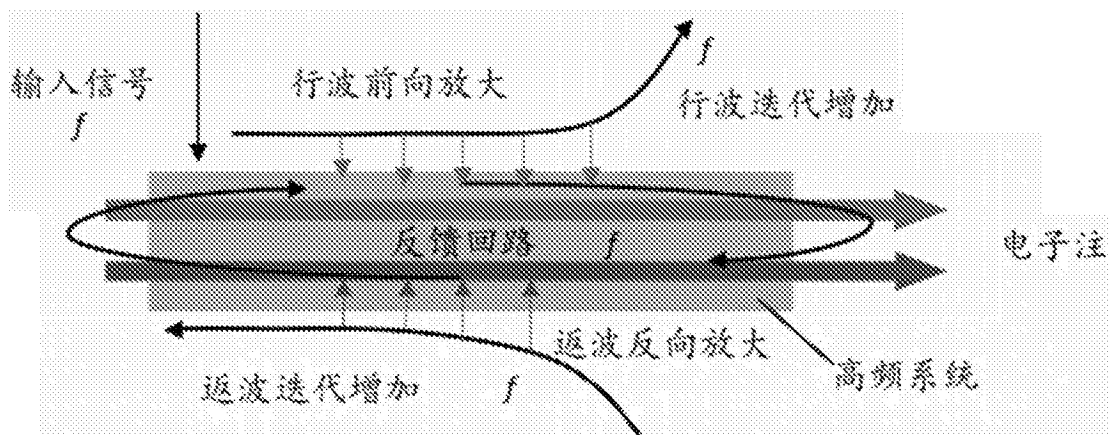 输入信号
f
行波前向放大
f
行波迭代增加
反馈回路 f
电子注
返波反向放大
高频系统
返波迭代增加 f